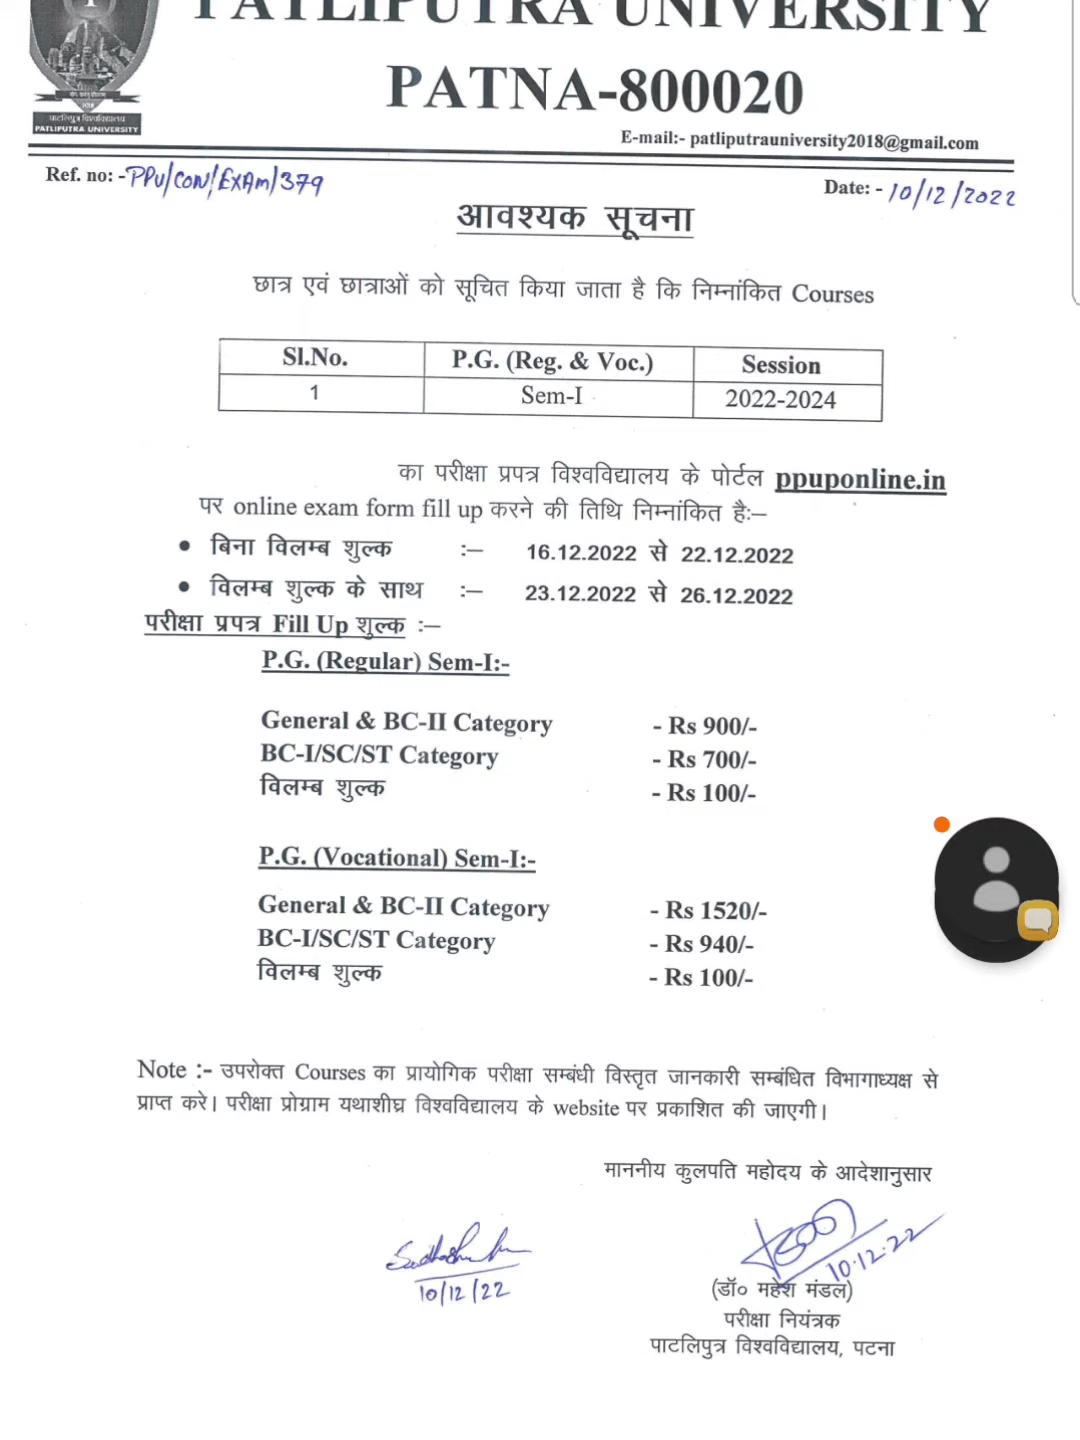 PATLIPUTRA UNIVERSITY
PATNA-800020
पाटलिपुत्र विश्वविद्यालय
PATLIPUTRA UNIVERSITY
E-mail:- patliputrauniversity2018@gmail.com
Ref. no: -PPU/CON/EXAM/379
Date: - 10/12/2022
आवश्यक सूचना
छात्र एवं छात्राओं को सूचित किया जाता है कि निम्नांकित Courses
Sl.No. P.G. (Reg. & Voc.) Session
1 Sem-I 2022-2024
का परीक्षा प्रपत्र विश्वविद्यालय के पोर्टल ppuponline.in
पर online exam form fill up करने की तिथि निम्नांकित है:–
• बिना विलम्ब शुल्क :– 16.12.2022 से 22.12.2022
• विलम्ब शुल्क के साथ :– 23.12.2022 से 26.12.2022
परीक्षा प्रपत्र Fill Up शुल्क :–
P.G. (Regular) Sem-I:-
General & BC-II Category - Rs 900/-
BC-I/SC/ST Category - Rs 700/-
विलम्ब शुल्क - Rs 100/-
P.G. (Vocational) Sem-I:-
General & BC-II Category - Rs 1520/-
BC-I/SC/ST Category - Rs 940/-
विलम्ब शुल्क - Rs 100/-
Note :- उपरोक्त Courses का प्रायोगिक परीक्षा सम्बंधी विस्तृत जानकारी सम्बंधित विभागाध्यक्ष से
प्राप्त करे। परीक्षा प्रोग्राम यथाशीघ्र विश्वविद्यालय के website पर प्रकाशित की जाएगी।
माननीय कुलपति महोदय के आदेशानुसार
10/12/22
10.12.22
(डॉ० महेश मंडल)
परीक्षा नियंत्रक
पाटलिपुत्र विश्वविद्यालय, पटना